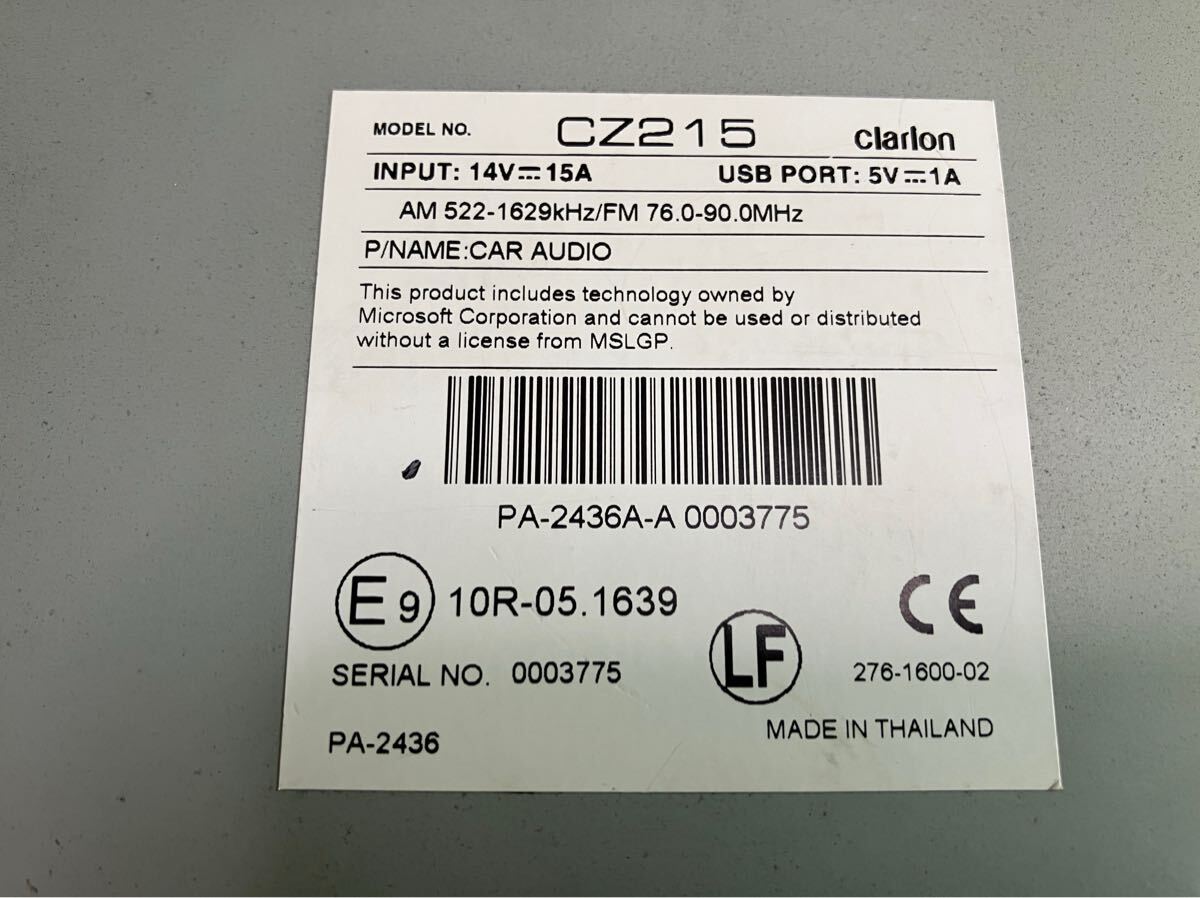 MODEL NO. CZ215 clarion
INPUT: 14V⎓15A USB PORT: 5V⎓1A
AM 522-1629kHz/FM 76.0-90.0MHz
P/NAME:CAR AUDIO
This product includes technology owned by
Microsoft Corporation and cannot be used or distributed
without a license from MSLGP.
PA-2436A-A 0003775
E9 10R-05.1639
CE
LF
SERIAL NO. 0003775
276-1600-02
MADE IN THAILAND
PA-2436